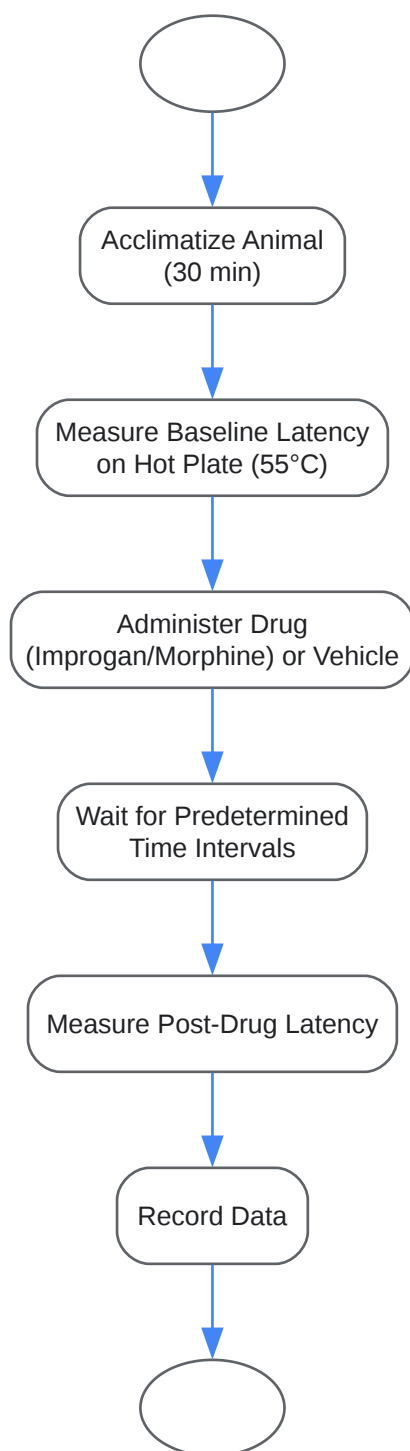 Acclimatize Animal
(30 min)
Measure Baseline Latency
on Hot Plate (55°C)
Administer Drug
(Improgan/Morphine) or Vehicle
Wait for Predetermined
Time Intervals
Measure Post-Drug Latency
Record Data